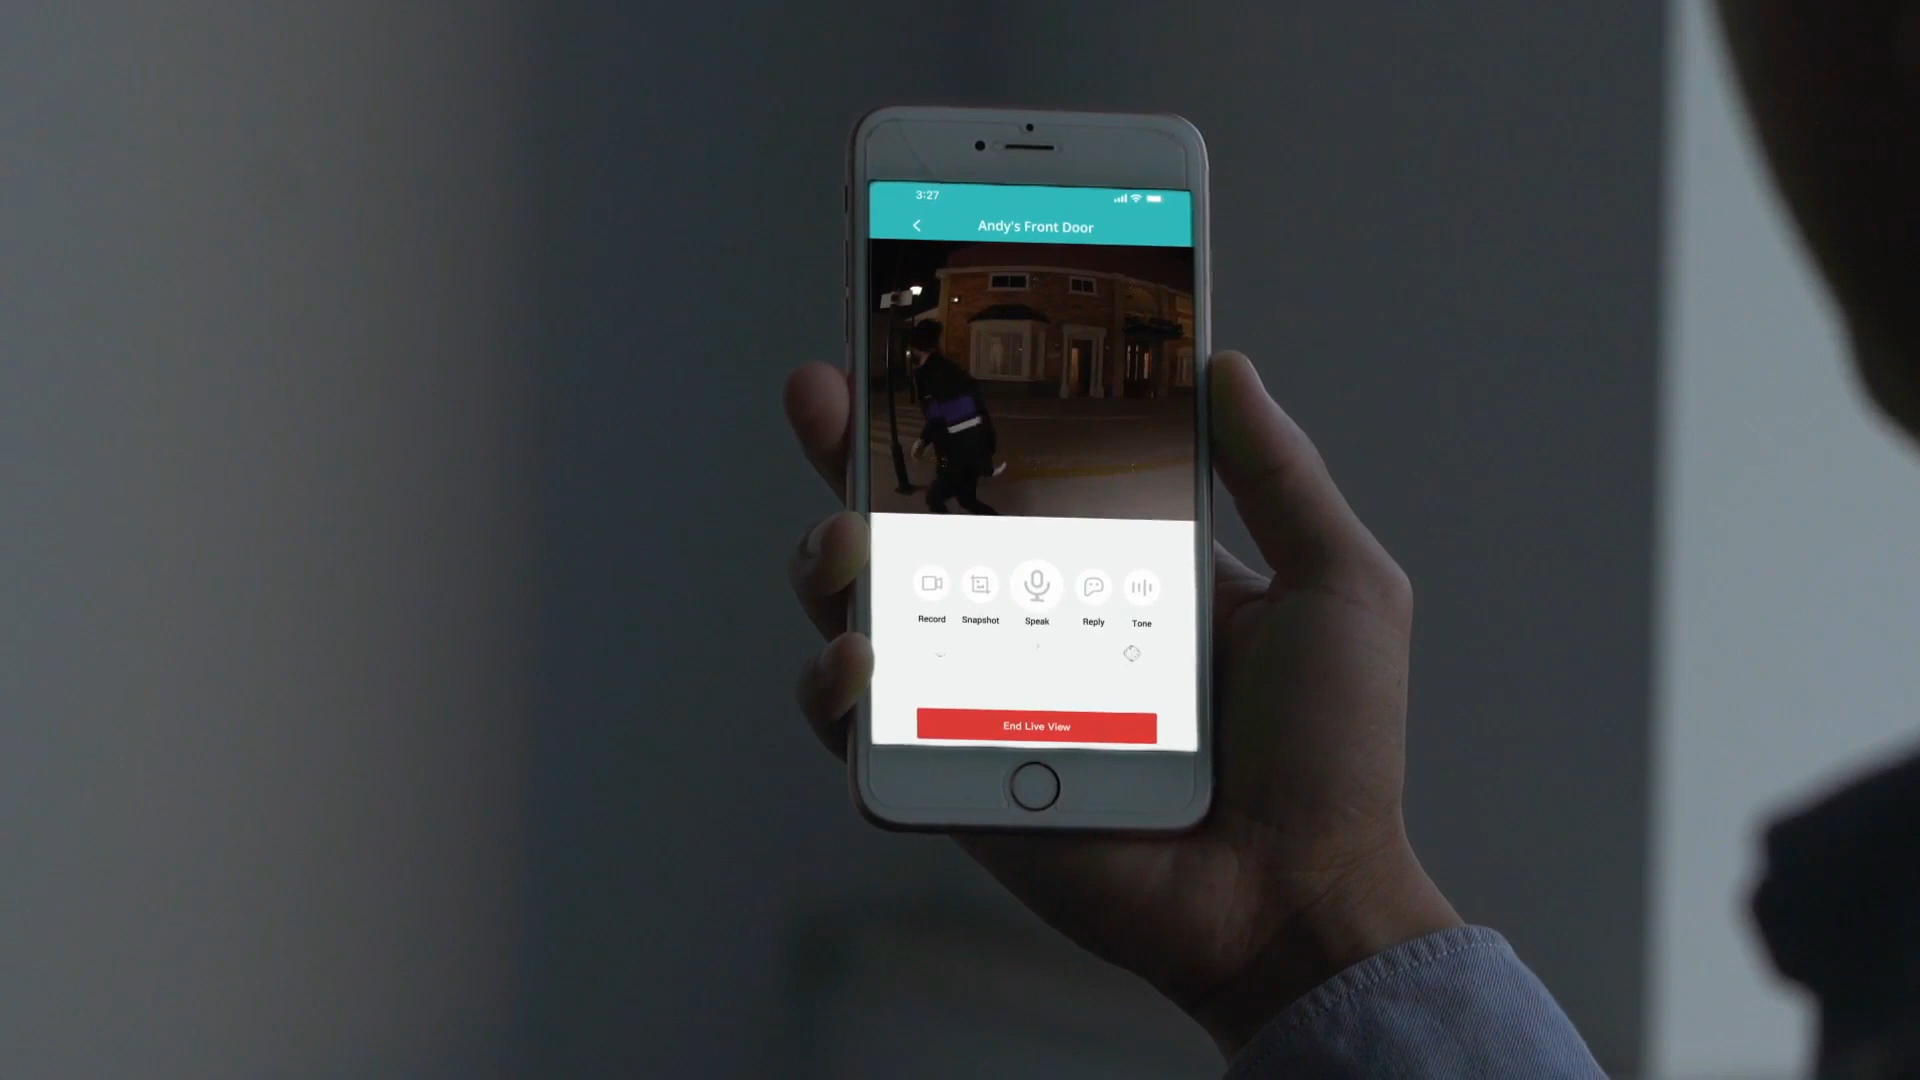 3:27
Andy's Front Door
Record
Snapshot
Speak
Reply
Tone
End Live View